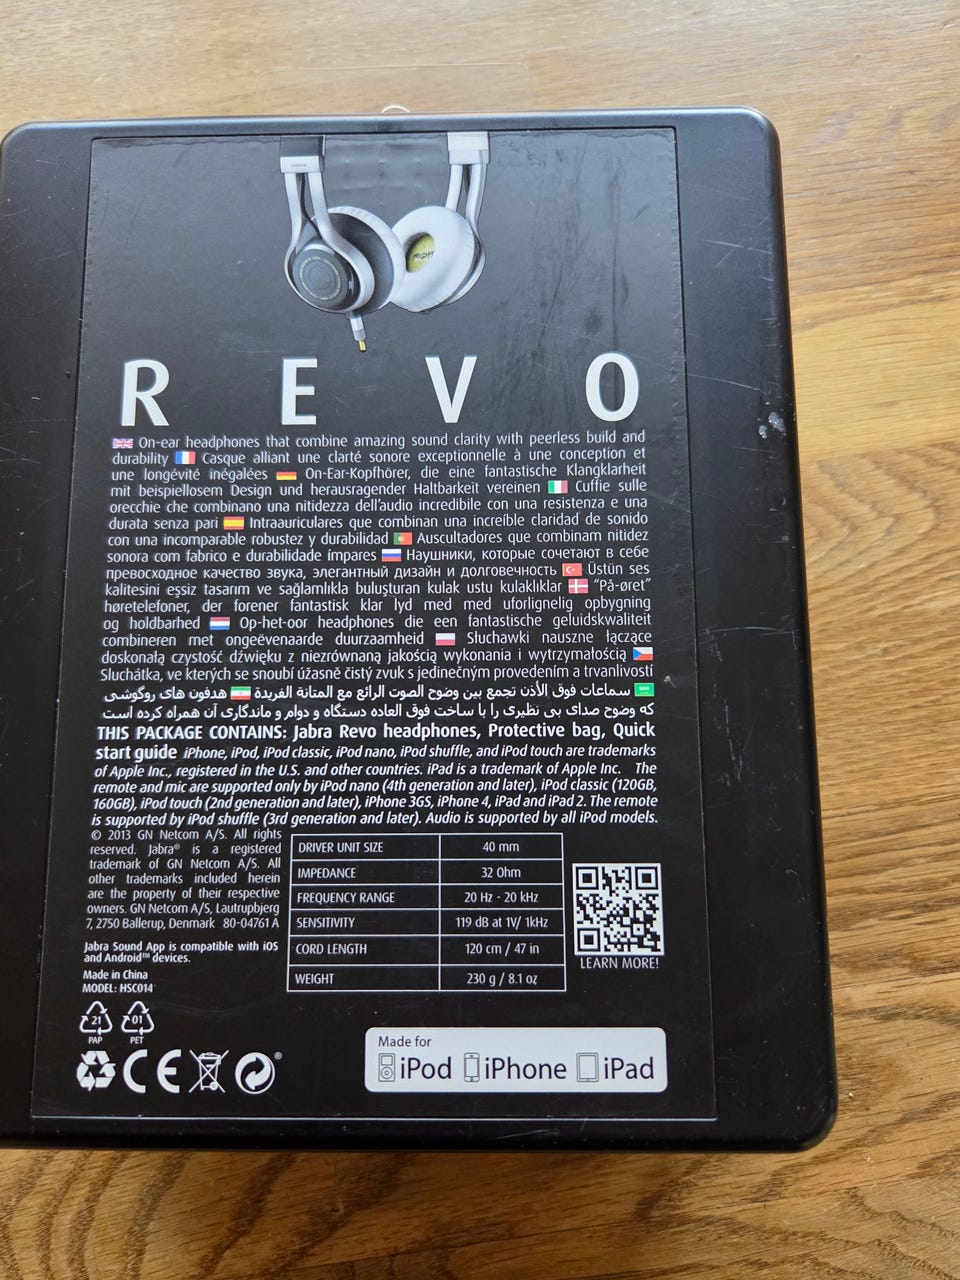 R E V O
On-ear headphones that combine amazing sound clarity with peerless build and
durability Casque alliant une clarté sonore exceptionnelle à une conception et
une longévité inégalées On-Ear-Kopfhörer, die eine fantastische Klangklarheit
mit beispiellosem Design und herausragender Haltbarkeit vereinen Cuffie sulle
orecchie che combinano una nitidezza dell'audio incredibile con una resistenza e una
durata senza pari Intraauriculares que combinan una increíble claridad de sonido
con una incomparable robustez y durabilidad Auscultadores que combinam nitidez
sonora com fabrico e durabilidade ímpares Наушники, которые сочетают в себе
превосходное качество звука, элегантный дизайн и долговечность Üstün ses
kalitesini eşsiz tasarım ve sağlamlıkla buluşturan kulak ustu kulaklıklar "På-øret"
høretelefoner, der forener fantastisk klar lyd med med uforlignelig opbygning
og holdbarhed Op-het-oor headphones die een fantastische geluidskwaliteit
combineren met ongeëvenaarde duurzaamheid Słuchawki nauszne łączące
doskonałą czystość dźwięku z niezrównaną jakością wykonania i wytrzymałością
Sluchátka, ve kterých se snoubí úžasně čistý zvuk s jedinečným provedením a trvanlivostí
سماعات فوق الأذن تجمع بين وضوح الصوت الرائع مع المتانة الفريدة هدفون های روگوشی
که وضوح صدای بی نظیری را با ساخت فوق العاده دستگاه و دوام و ماندگاری آن همراه کرده است
THIS PACKAGE CONTAINS: Jabra Revo headphones, Protective bag, Quick
start guide iPhone, iPod, iPod classic, iPod nano, iPod shuffle, and iPod touch are trademarks
of Apple Inc., registered in the U.S. and other countries. iPad is a trademark of Apple Inc. The
remote and mic are supported only by iPod nano (4th generation and later), iPod classic (120GB,
160GB), iPod touch (2nd generation and later), iPhone 3GS, iPhone 4, iPad and iPad 2. The remote
is supported by iPod shuffle (3rd generation and later). Audio is supported by all iPod models.
© 2013 GN Netcom A/S. All rights
reserved. Jabra® is a registered
trademark of GN Netcom A/S. All
other trademarks included herein
are the property of their respective
owners. GN Netcom A/S, Lautrupbjerg
7, 2750 Ballerup, Denmark 80-04761 A
Jabra Sound App is compatible with iOS
and Android™ devices.
Made in China
MODEL: HSC014
DRIVER UNIT SIZE 40 mm
IMPEDANCE 32 Ohm
FREQUENCY RANGE 20 Hz - 20 kHz
SENSITIVITY 119 dB at 1V/ 1kHz
CORD LENGTH 120 cm / 47 in
WEIGHT 230 g / 8.1 oz
LEARN MORE!
21
PAP
01
PET
CE
Made for
iPod iPhone iPad